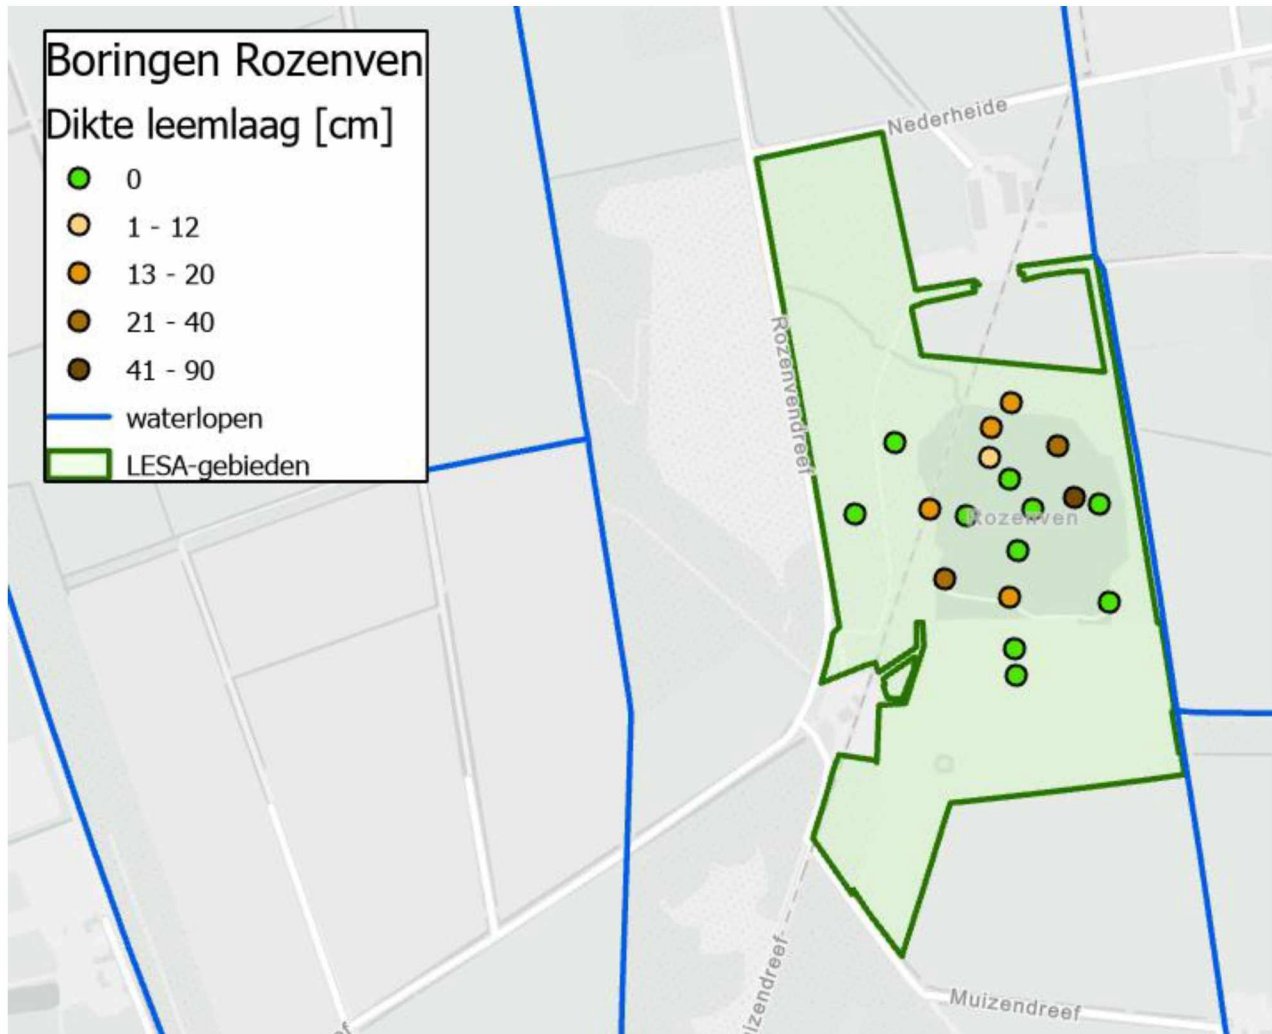 Boringen Rozenven
Dikte leemlaag [cm]
0
1 - 12
13 - 20
21 - 40
41 - 90
waterlopen
LESA-gebieden
Nederheide
Rozenvendreef
Rozenven
uizendreef
Muizendreef